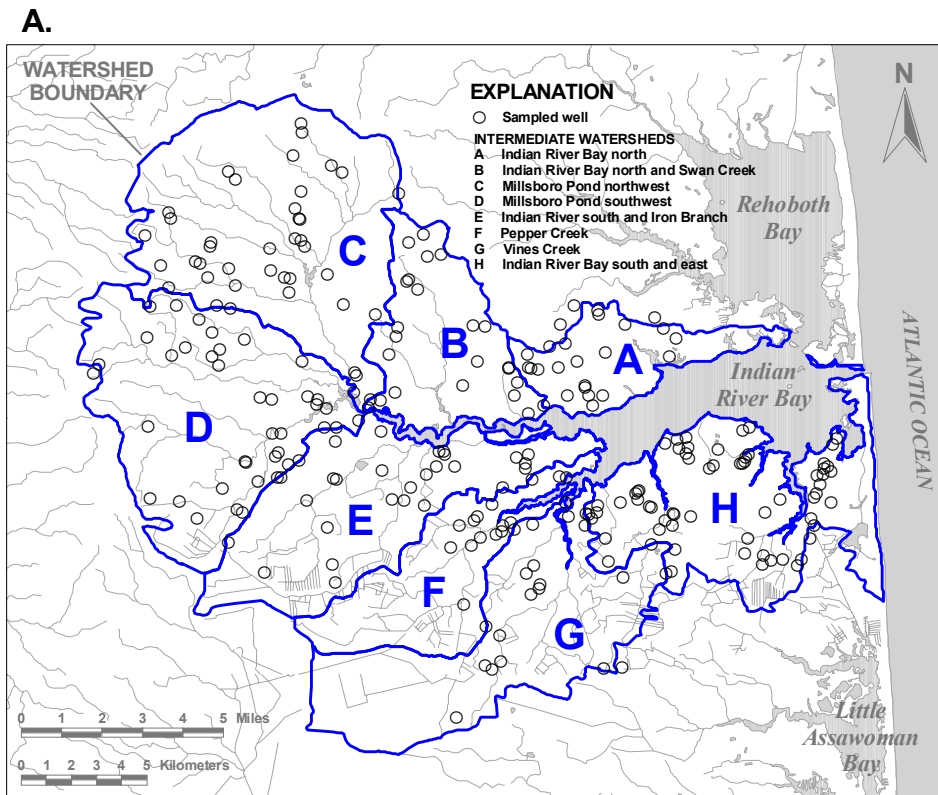 A.
WATERSHED
BOUNDARY
EXPLANATION
Sampled well
INTERMEDIATE WATERSHEDS
A Indian River Bay north
B Indian River Bay north and Swan Creek
C Millsboro Pond northwest
D Millsboro Pond southwest
E Indian River south and Iron Branch
F Pepper Creek
G Vines Creek
H Indian River Bay south and east
N
Rehoboth
Bay
ATLANTIC OCEAN
C
B
A
Indian
River Bay
D
E
H
F
G
0 1 2 3 4 5 Miles
0 1 2 3 4 5 Kilometers
Little
Assawoman
Bay